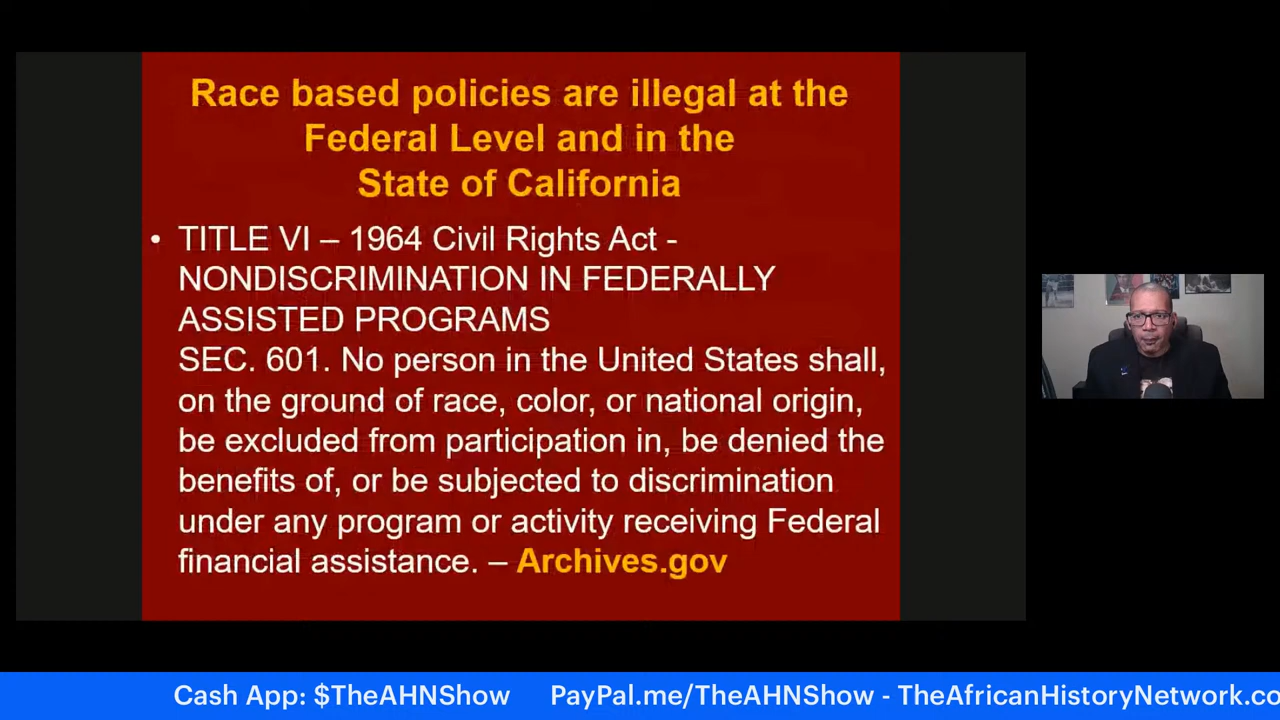 Race based policies are illegal at the
Federal Level and in the
State of California
• TITLE VI – 1964 Civil Rights Act -
NONDISCRIMINATION IN FEDERALLY
ASSISTED PROGRAMS
SEC. 601. No person in the United States shall,
on the ground of race, color, or national origin,
be excluded from participation in, be denied the
benefits of, or be subjected to discrimination
under any program or activity receiving Federal
financial assistance. – Archives.gov
Cash App: $TheAHNShow PayPal.me/TheAHNShow - TheAfricanHistoryNetwork.co